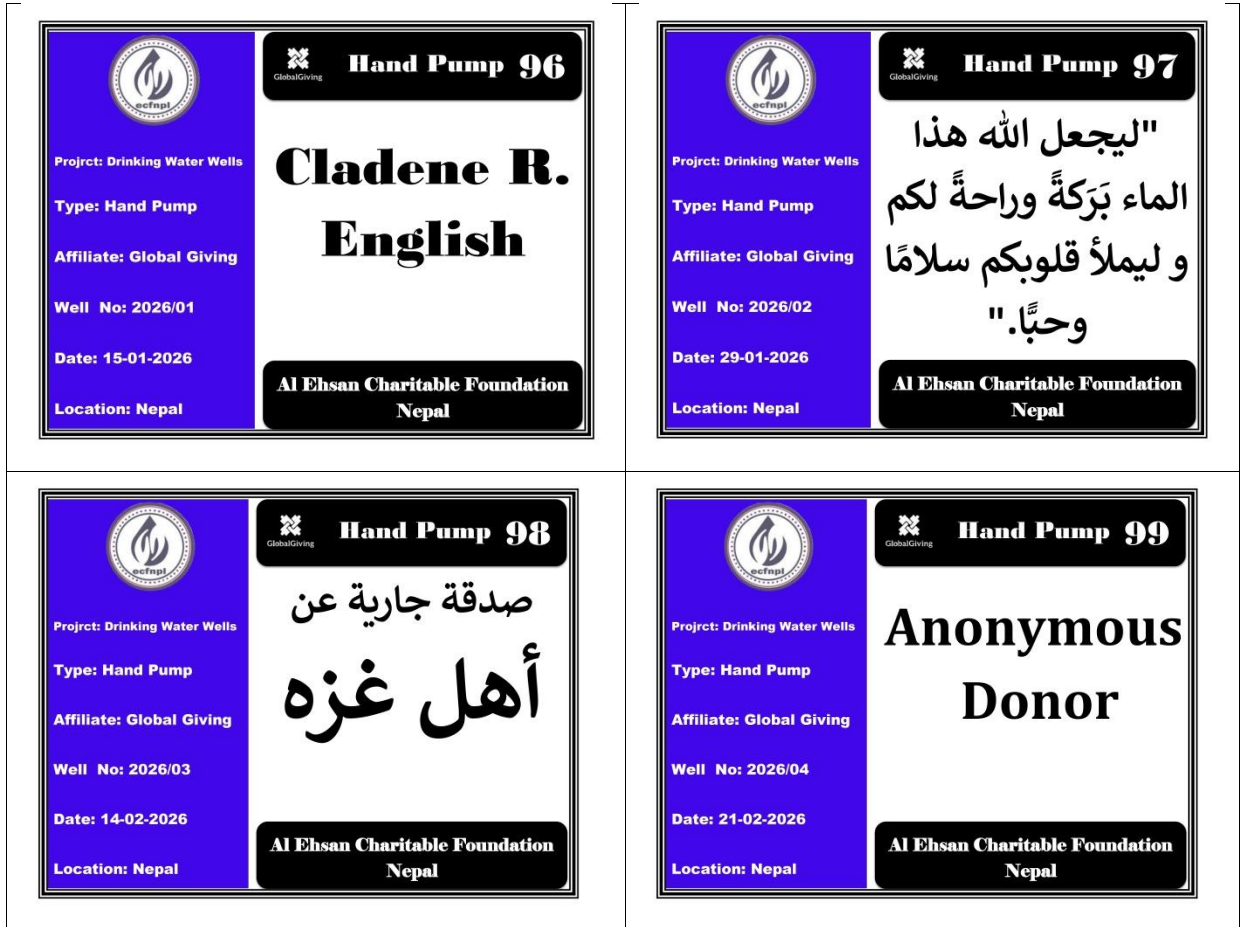 ecfnpl
Projrct: Drinking Water Wells
Type: Hand Pump
Affiliate: Global Giving
Well No: 2026/01
Date: 15-01-2026
Location: Nepal
GlobalGiving
Hand Pump 96
Cladene R.
English
Al Ehsan Charitable Foundation
Nepal
ecfnpl
Projrct: Drinking Water Wells
Type: Hand Pump
Affiliate: Global Giving
Well No: 2026/02
Date: 29-01-2026
Location: Nepal
GlobalGiving
Hand Pump 97
"ليجعل الله هذا
الماء بَرَكةً وراحةً لكم
و ليملأ قلوبكم سلامًا
وحبًّا."
Al Ehsan Charitable Foundation
Nepal
ecfnpl
Projrct: Drinking Water Wells
Type: Hand Pump
Affiliate: Global Giving
Well No: 2026/03
Date: 14-02-2026
Location: Nepal
GlobalGiving
Hand Pump 98
صدقة جارية عن
أهل غزه
Al Ehsan Charitable Foundation
Nepal
ecfnpl
Projrct: Drinking Water Wells
Type: Hand Pump
Affiliate: Global Giving
Well No: 2026/04
Date: 21-02-2026
Location: Nepal
GlobalGiving
Hand Pump 99
Anonymous
Donor
Al Ehsan Charitable Foundation
Nepal